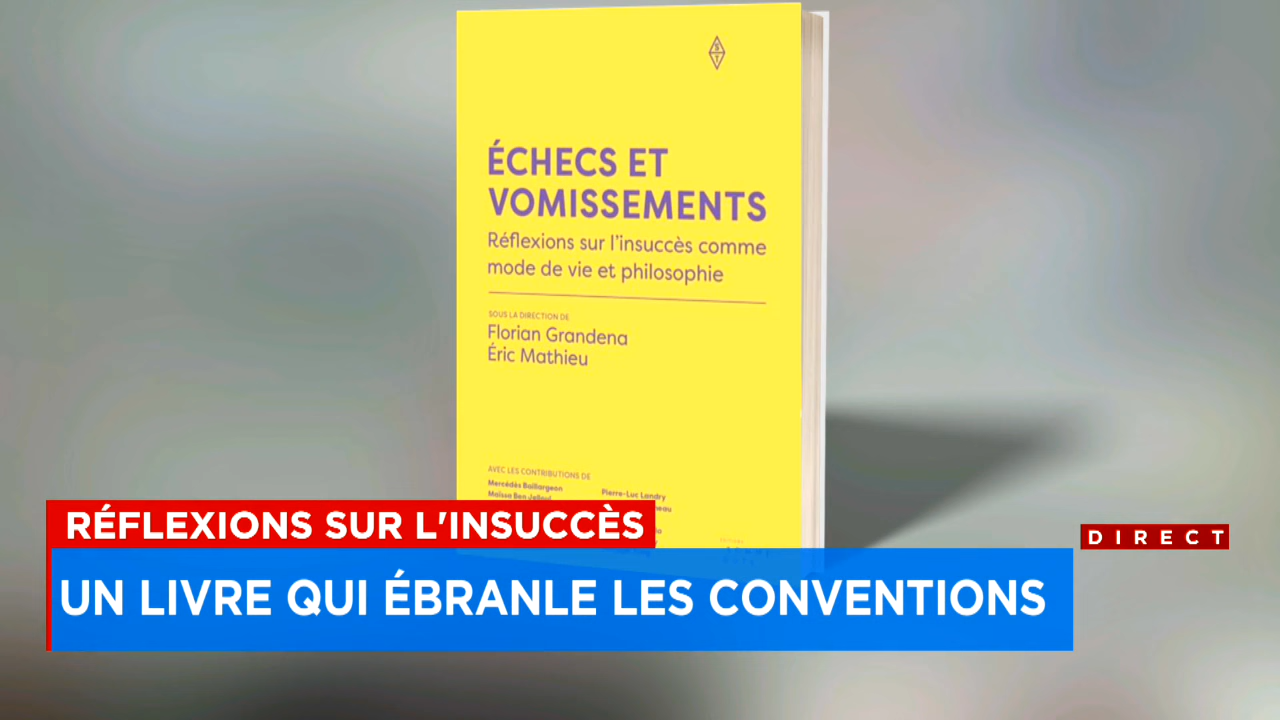 S
T
ÉCHECS ET
VOMISSEMENTS
Réflexions sur l'insuccès comme
mode de vie et philosophie
SOUS LA DIRECTION DE
Florian Grandena
Éric Mathieu
AVEC LES CONTRIBUTIONS DE
Mercédès Baillargeon
Pierre-Luc Landry
RÉFLEXIONS SUR L'INSUCCÈS
DIRECT
UN LIVRE QUI ÉBRANLE LES CONVENTIONS